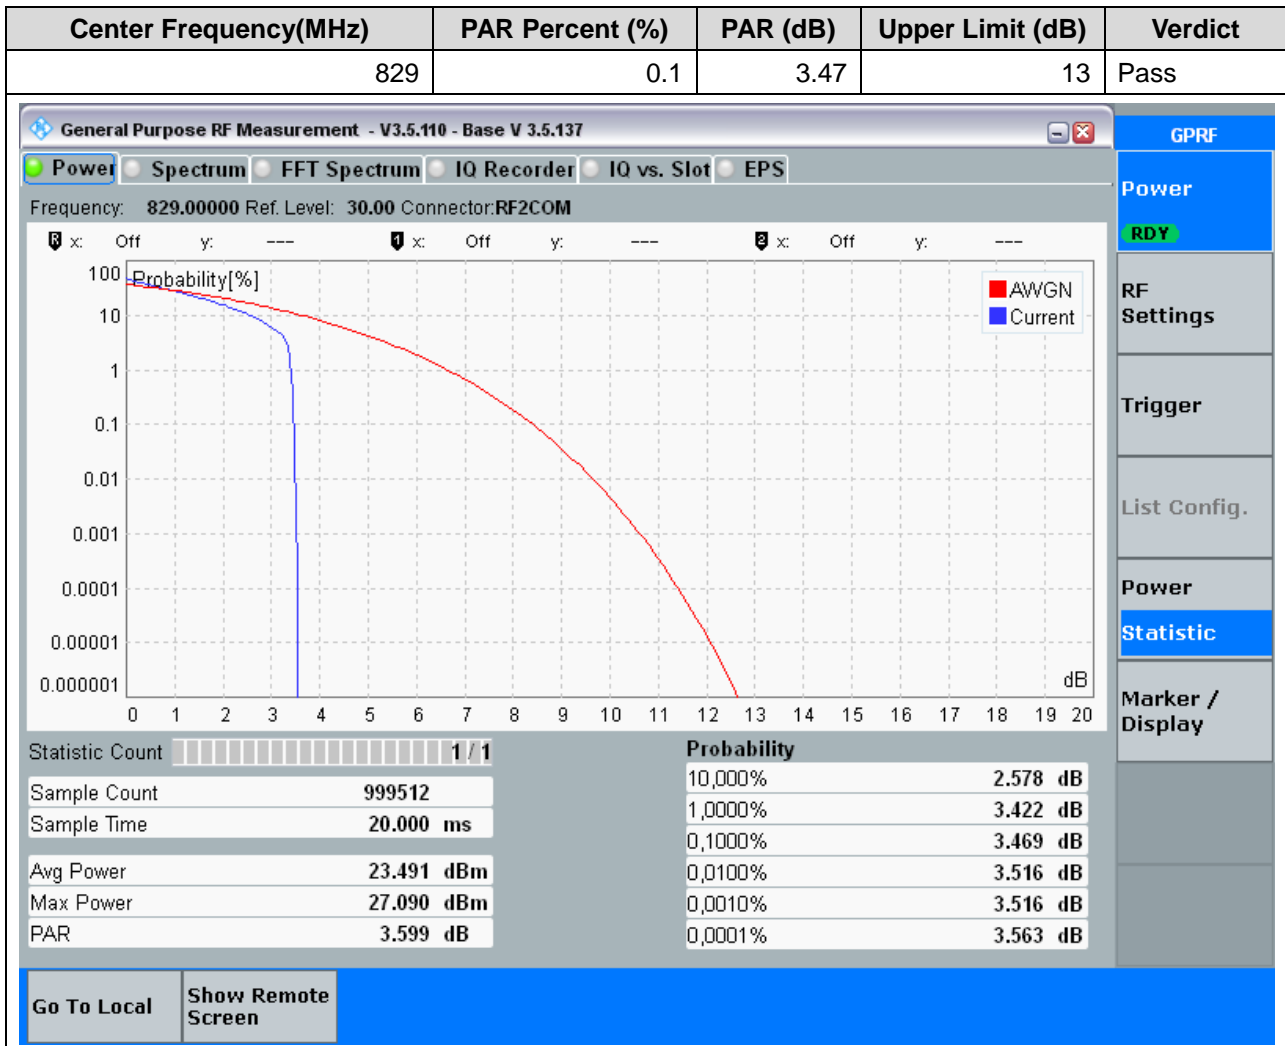 Center Frequency(MHz) PAR Percent (%) PAR (dB) Upper Limit (dB) Verdict
829 0.1 3.47 13 Pass
General Purpose RF Measurement - V3.5.110 - Base V 3.5.137
GPRF
Power Spectrum FFT Spectrum IQ Recorder IQ vs. Slot EPS
Power
RDY
Frequency: 829.00000 Ref. Level: 30.00 Connector:RF2COM
R x: Off y: --- 1 x: Off y: --- 2 x: Off y: ---
Probability[%]
AWGN
Current
100
10
1
0.1
0.01
0.001
0.0001
0.00001
0.000001
dB
0 1 2 3 4 5 6 7 8 9 10 11 12 13 14 15 16 17 18 19 20
RF
Settings
Trigger
List Config.
Power
Statistic
Marker /
Display
Statistic Count 1 / 1
Sample Count 999512
Sample Time 20.000 ms
Avg Power 23.491 dBm
Max Power 27.090 dBm
PAR 3.599 dB
Probability
10,000% 2.578 dB
1,0000% 3.422 dB
0,1000% 3.469 dB
0,0100% 3.516 dB
0,0010% 3.516 dB
0,0001% 3.563 dB
Go To Local
Show Remote
Screen